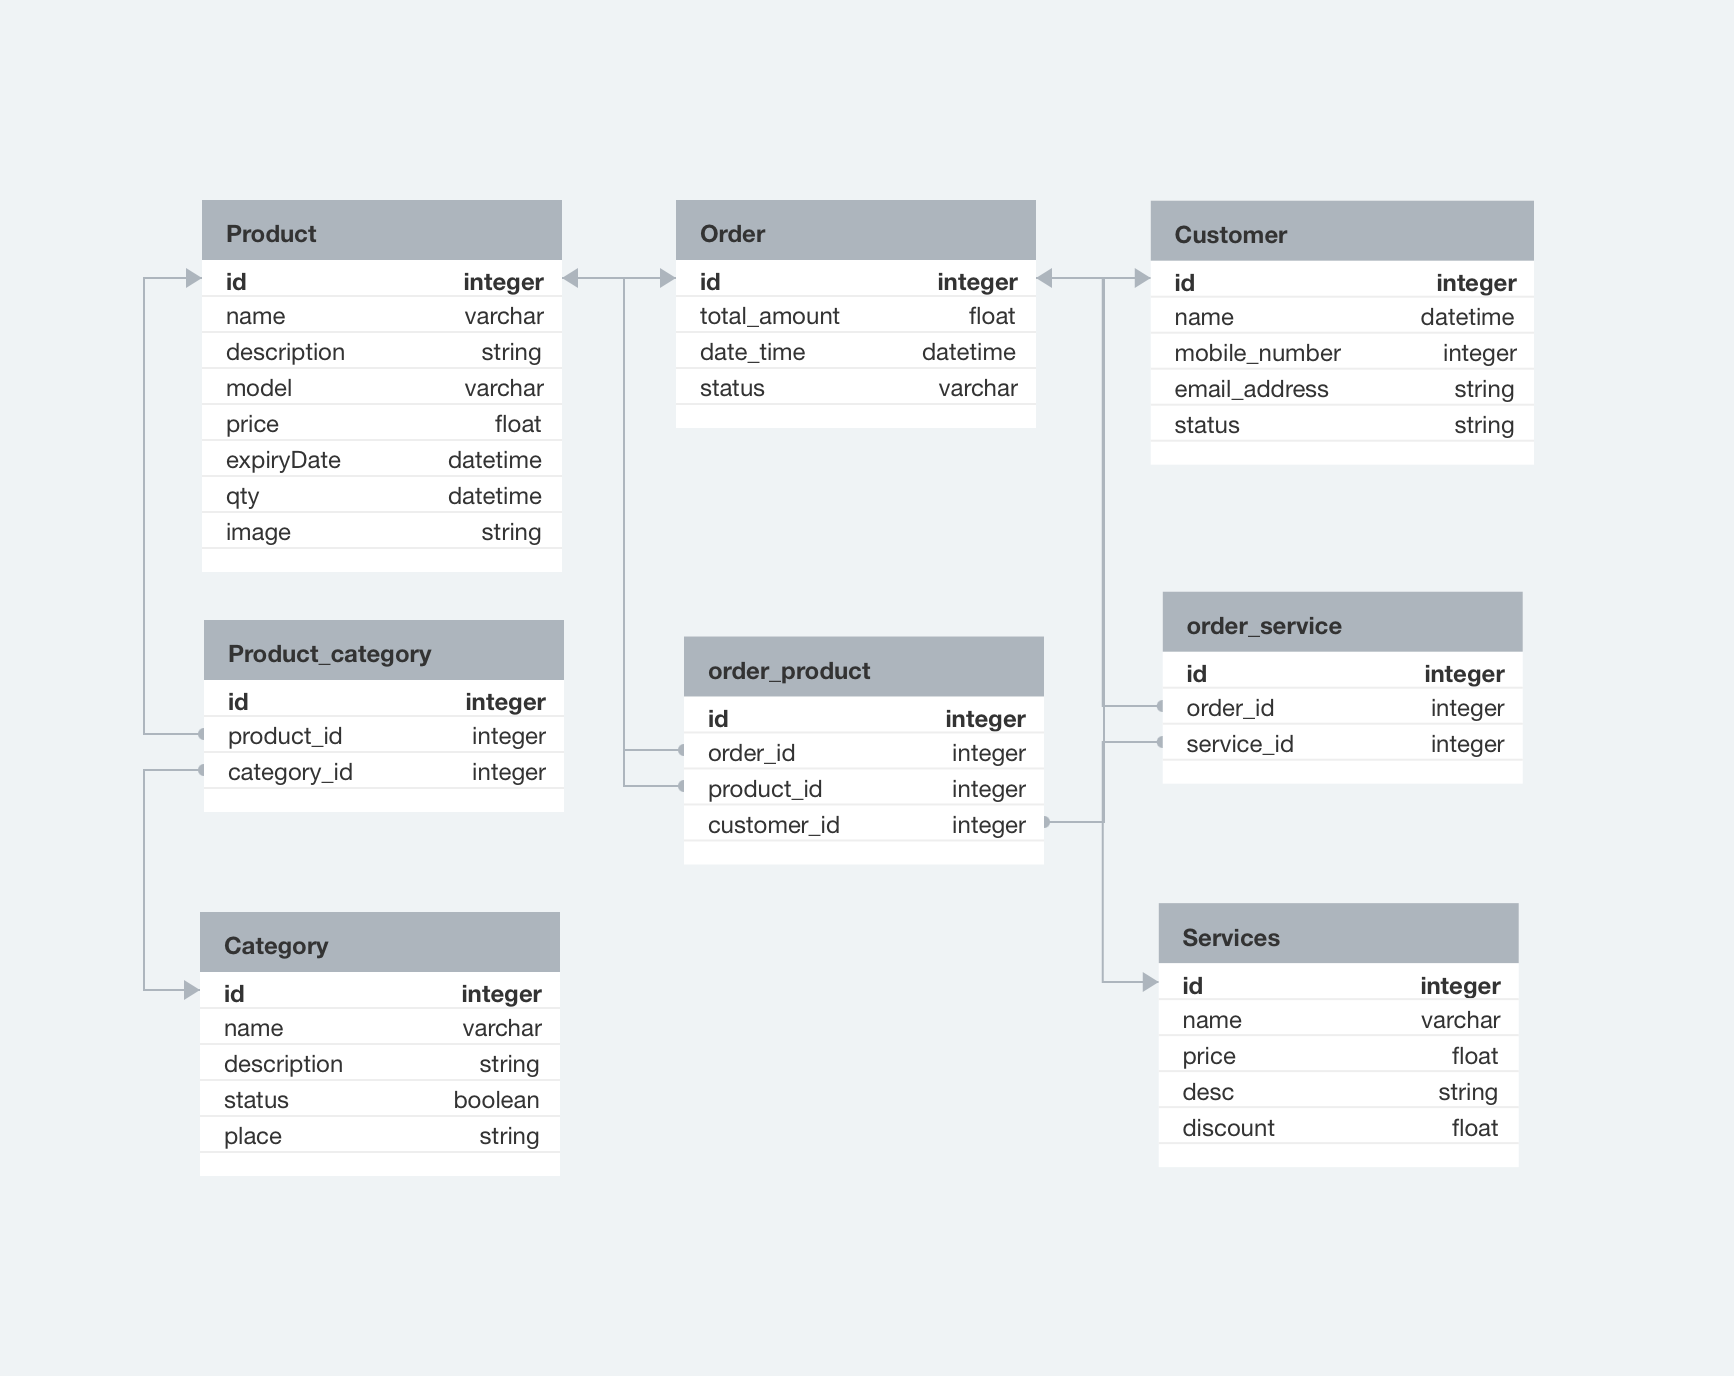 Product
id integer
name varchar
description string
model varchar
price float
expiryDate datetime
qty datetime
image string
Order
id integer
total_amount float
date_time datetime
status varchar
Customer
id integer
name datetime
mobile_number integer
email_address string
status string
Product_category
id integer
product_id integer
category_id integer
order_product
id integer
order_id integer
product_id integer
customer_id integer
order_service
id integer
order_id integer
service_id integer
Category
id integer
name varchar
description string
status boolean
place string
Services
id integer
name varchar
price float
desc string
discount float